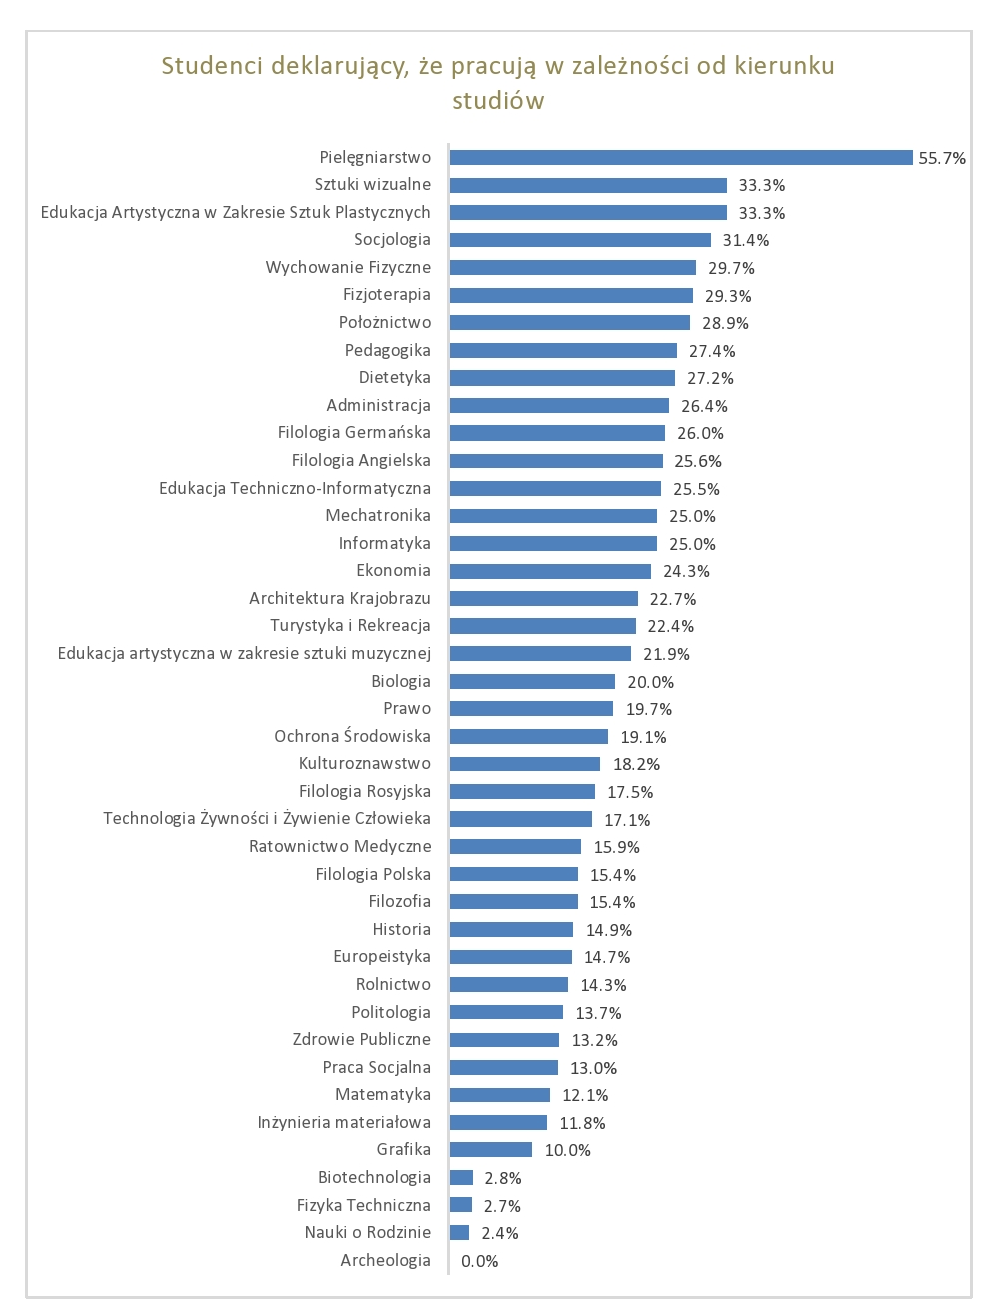 Studenci deklarujący, że pracują w zależności od kierunku
studiów
Pielęgniarstwo 55.7%
Sztuki wizualne 33.3%
Edukacja Artystyczna w Zakresie Sztuk Plastycznych 33.3%
Socjologia 31.4%
Wychowanie Fizyczne 29.7%
Fizjoterapia 29.3%
Położnictwo 28.9%
Pedagogika 27.4%
Dietetyka 27.2%
Administracja 26.4%
Filologia Germańska 26.0%
Filologia Angielska 25.6%
Edukacja Techniczno-Informatyczna 25.5%
Mechatronika 25.0%
Informatyka 25.0%
Ekonomia 24.3%
Architektura Krajobrazu 22.7%
Turystyka i Rekreacja 22.4%
Edukacja artystyczna w zakresie sztuki muzycznej 21.9%
Biologia 20.0%
Prawo 19.7%
Ochrona Środowiska 19.1%
Kulturoznawstwo 18.2%
Filologia Rosyjska 17.5%
Technologia Żywności i Żywienie Człowieka 17.1%
Ratownictwo Medyczne 15.9%
Filologia Polska 15.4%
Filozofia 15.4%
Historia 14.9%
Europeistyka 14.7%
Rolnictwo 14.3%
Politologia 13.7%
Zdrowie Publiczne 13.2%
Praca Socjalna 13.0%
Matematyka 12.1%
Inżynieria materiałowa 11.8%
Grafika 10.0%
Biotechnologia 2.8%
Fizyka Techniczna 2.7%
Nauki o Rodzinie 2.4%
Archeologia 0.0%